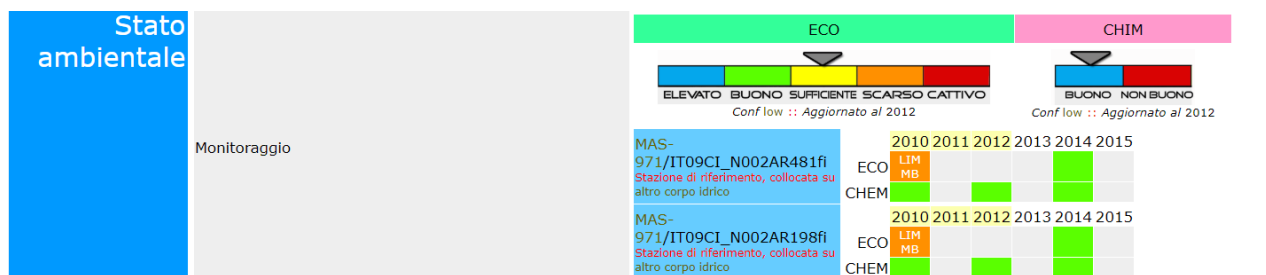 Stato
ambientale
Monitoraggio
ECO
CHIM
ELEVATO BUONO SUFFICIENTE SCARSO CATTIVO
Conf low :: Aggiornato al 2012
BUONO NON BUONO
Conf low :: Aggiornato al 2012
MAS-
971/IT09CI_N002AR481fi
Stazione di riferimento, collocata su
altro corpo idrico
2010 2011 2012 2013 2014 2015
ECO LIM
MB
CHEM
MAS-
971/IT09CI_N002AR198fi
Stazione di riferimento, collocata su
altro corpo idrico
2010 2011 2012 2013 2014 2015
ECO LIM
MB
CHEM